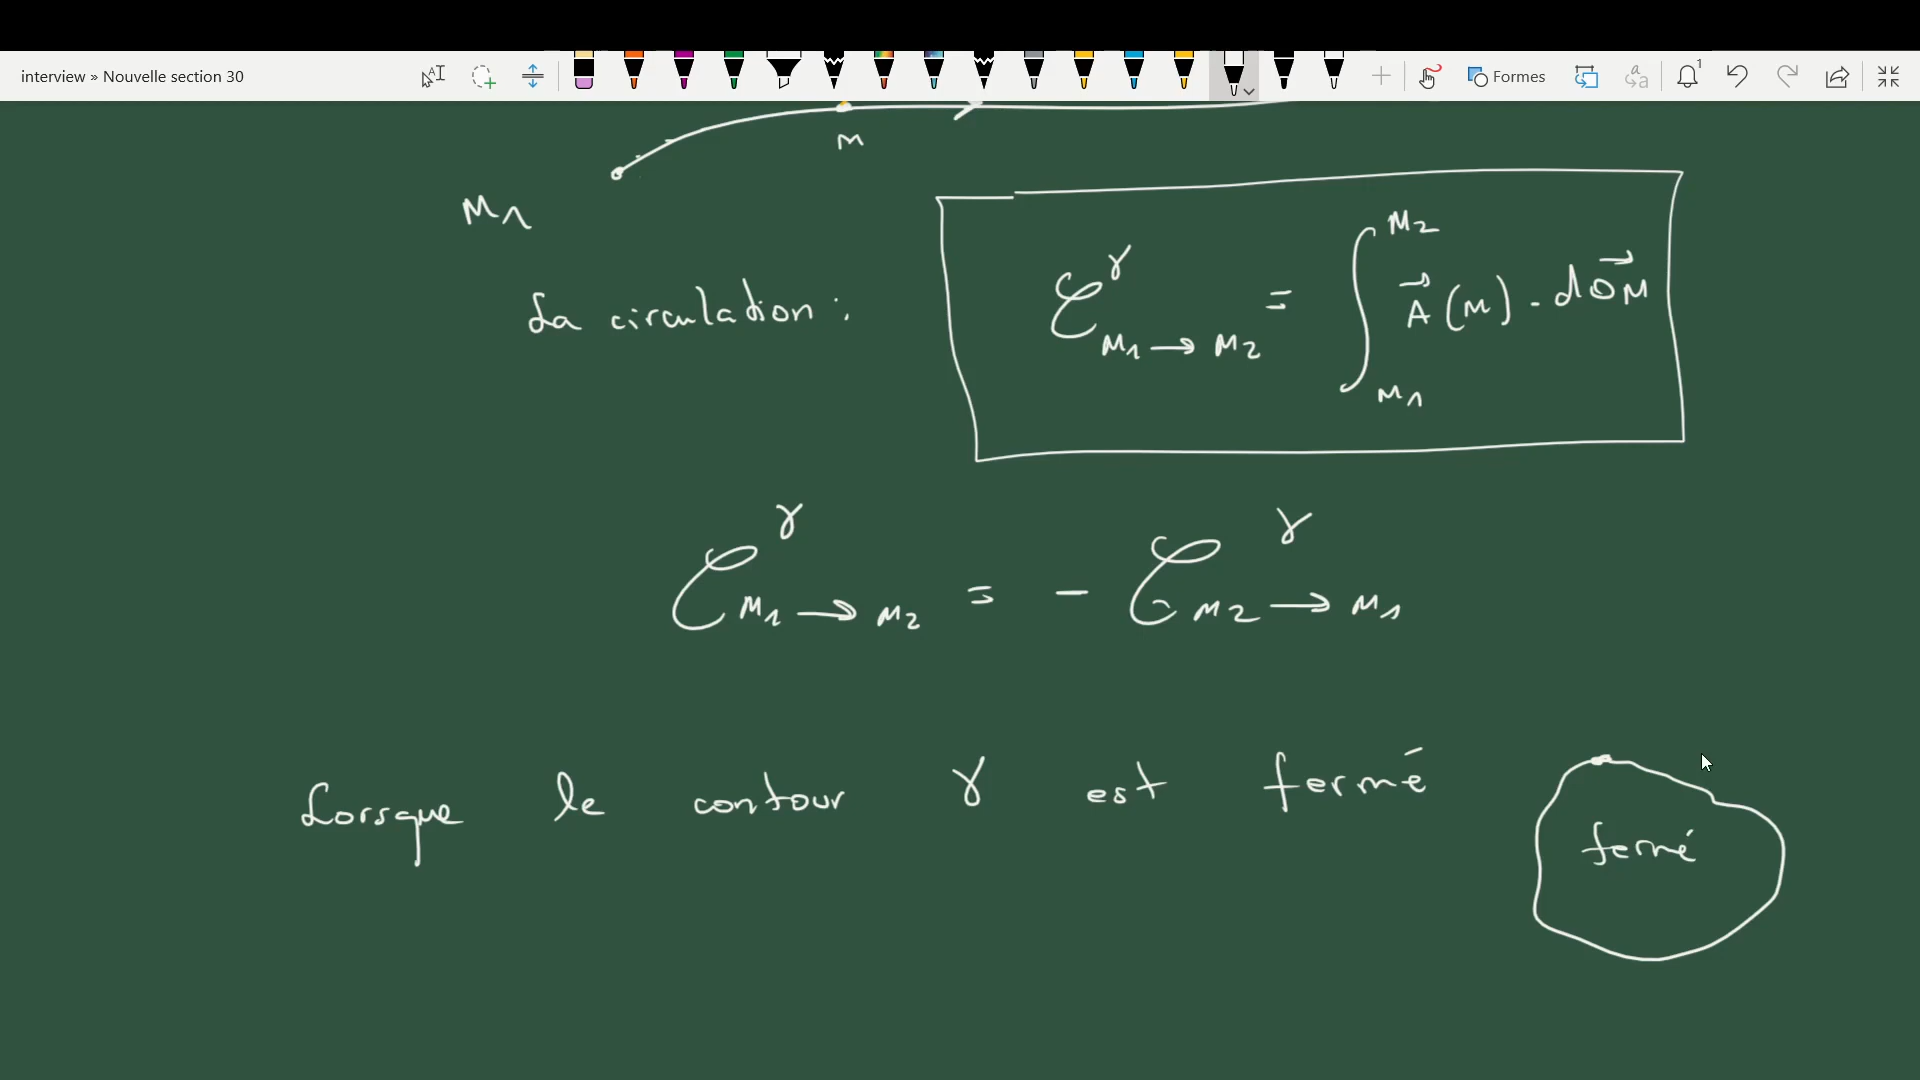 interview » Nouvelle section 30
Formes
1
M
M1
La circulation :
𝒞^γ_{M1 → M2} = ∫_{M1}^{M2} A⃗(M) · dOM⃗
𝒞^γ_{M1 → M2} = - 𝒞^γ_{M2 → M1}
Lorsque le contour γ est fermé
fermé